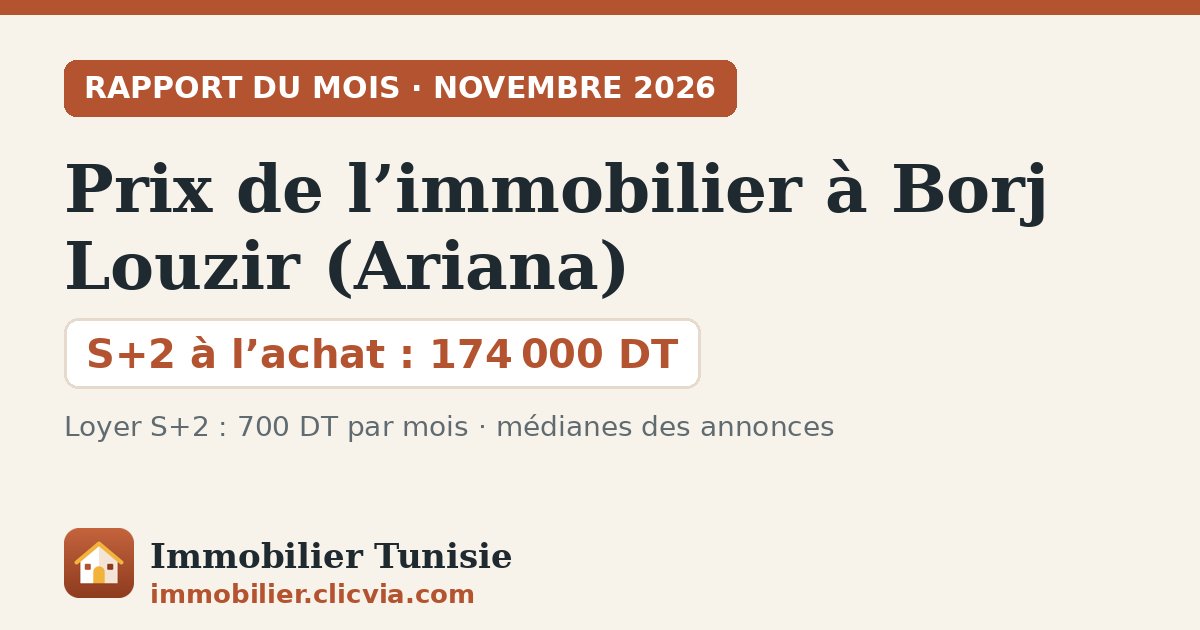 RAPPORT DU MOIS · NOVEMBRE 2026
Prix de l’immobilier à Borj
Louzir (Ariana)
S+2 à l’achat : 174 000 DT
Loyer S+2 : 700 DT par mois · médianes des annonces
Immobilier Tunisie
immobilier.clicvia.com